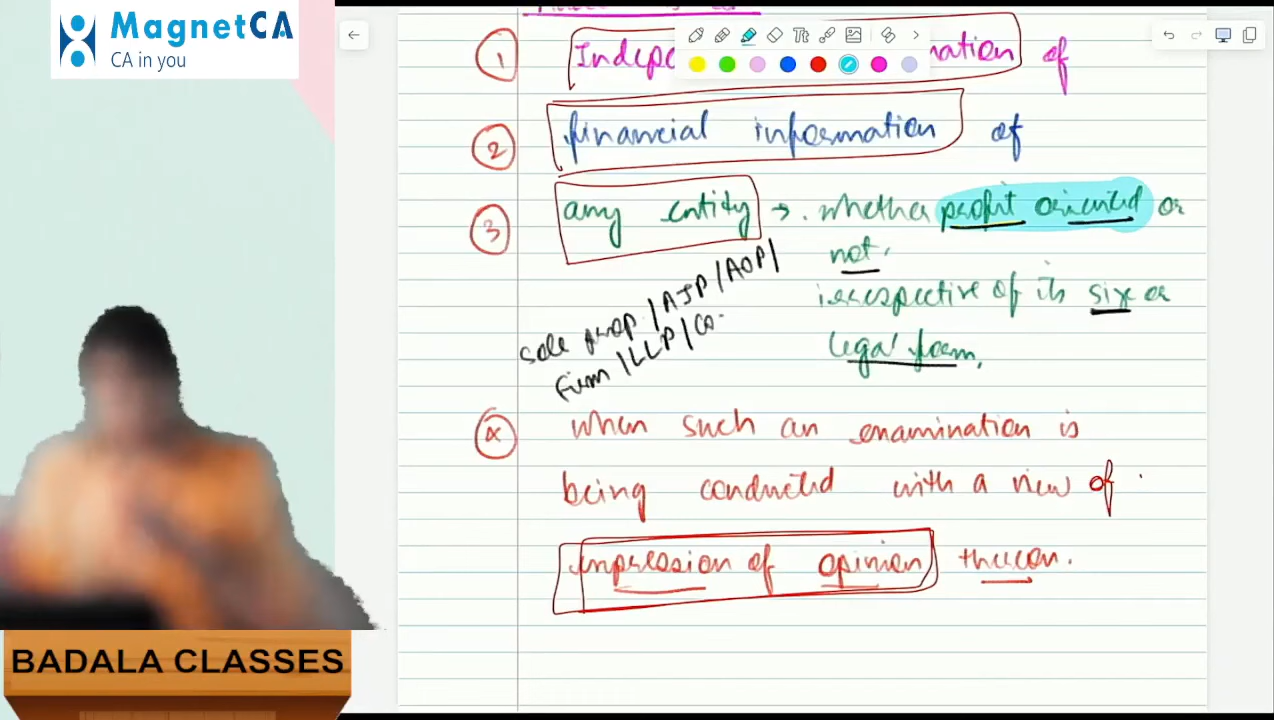 MagnetCA
CA in you
1 Indepe nation of
2 financial information of
3 any entity → whether profit oriented or
not.
irrespective of its size or
legal form.
sole prop / AJP / AOP /
Firm / LLP / Co.
4 when such an examination is
being conducted with a view of
expression of opinion thereon.
BADALA CLASSES